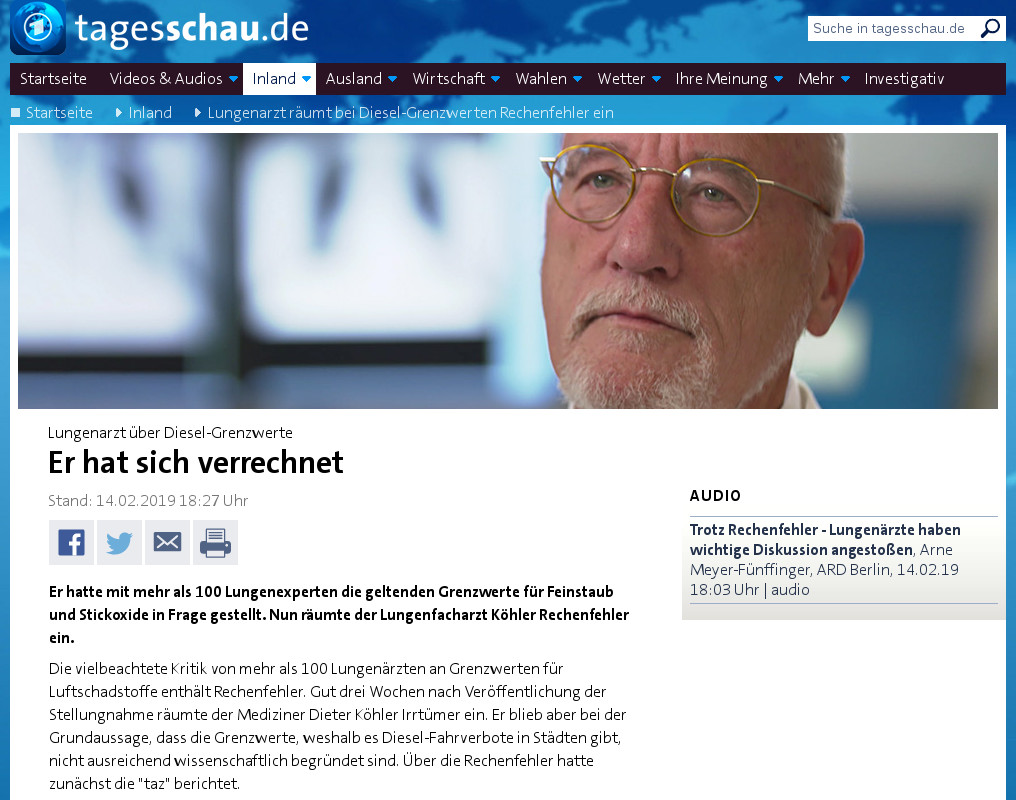 tagesschau.de
Suche in tagesschau.de
Startseite Videos & Audios Inland Ausland Wirtschaft Wahlen Wetter Ihre Meinung Mehr Investigativ
Startseite Inland Lungenarzt räumt bei Diesel-Grenzwerten Rechenfehler ein
Lungenarzt über Diesel-Grenzwerte
Er hat sich verrechnet
Stand: 14.02.2019 18:27 Uhr
Er hatte mit mehr als 100 Lungenexperten die geltenden Grenzwerte für Feinstaub
und Stickoxide in Frage gestellt. Nun räumte der Lungenfacharzt Köhler Rechenfehler
ein.
Die vielbeachtete Kritik von mehr als 100 Lungenärzten an Grenzwerten für
Luftschadstoffe enthält Rechenfehler. Gut drei Wochen nach Veröffentlichung der
Stellungnahme räumte der Mediziner Dieter Köhler Irrtümer ein. Er blieb aber bei der
Grundaussage, dass die Grenzwerte, weshalb es Diesel-Fahrverbote in Städten gibt,
nicht ausreichend wissenschaftlich begründet sind. Über die Rechenfehler hatte
zunächst die "taz" berichtet.
AUDIO
Trotz Rechenfehler - Lungenärzte haben
wichtige Diskussion angestoßen, Arne
Meyer-Fünffinger, ARD Berlin, 14.02.19
18:03 Uhr | audio